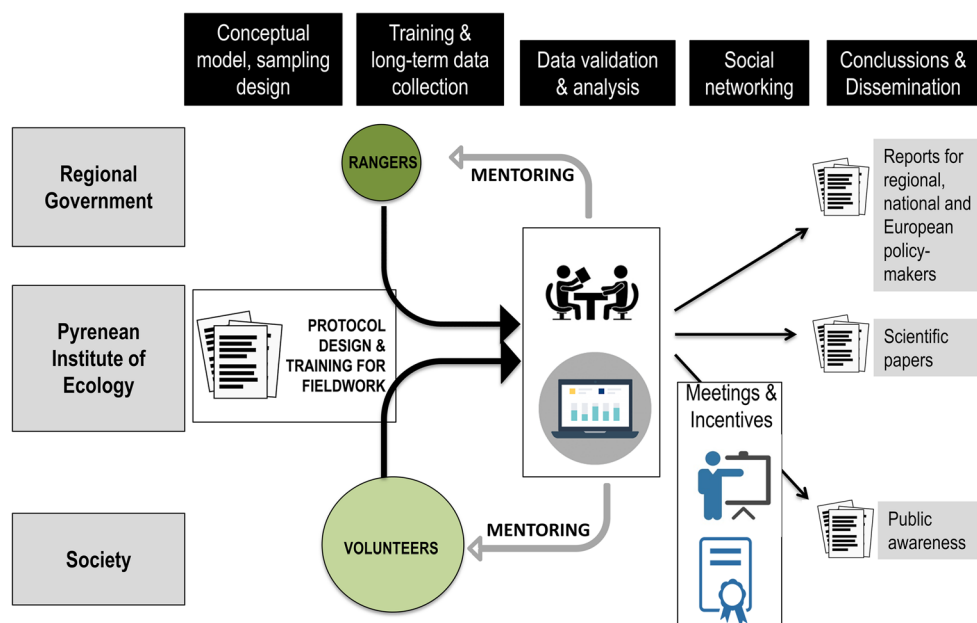 Conceptual
model, sampling
design
Training &
long-term data
collection
Data validation
& analysis
Social
networking
Conclussions &
Dissemination
Regional
Government
RANGERS
MENTORING
Reports for
regional,
national and
European
policy-
makers
Pyrenean
Institute of
Ecology
PROTOCOL
DESIGN &
TRAINING FOR
FIELDWORK
Scientific
papers
Meetings &
Incentives
Society
VOLUNTEERS
MENTORING
Public
awareness